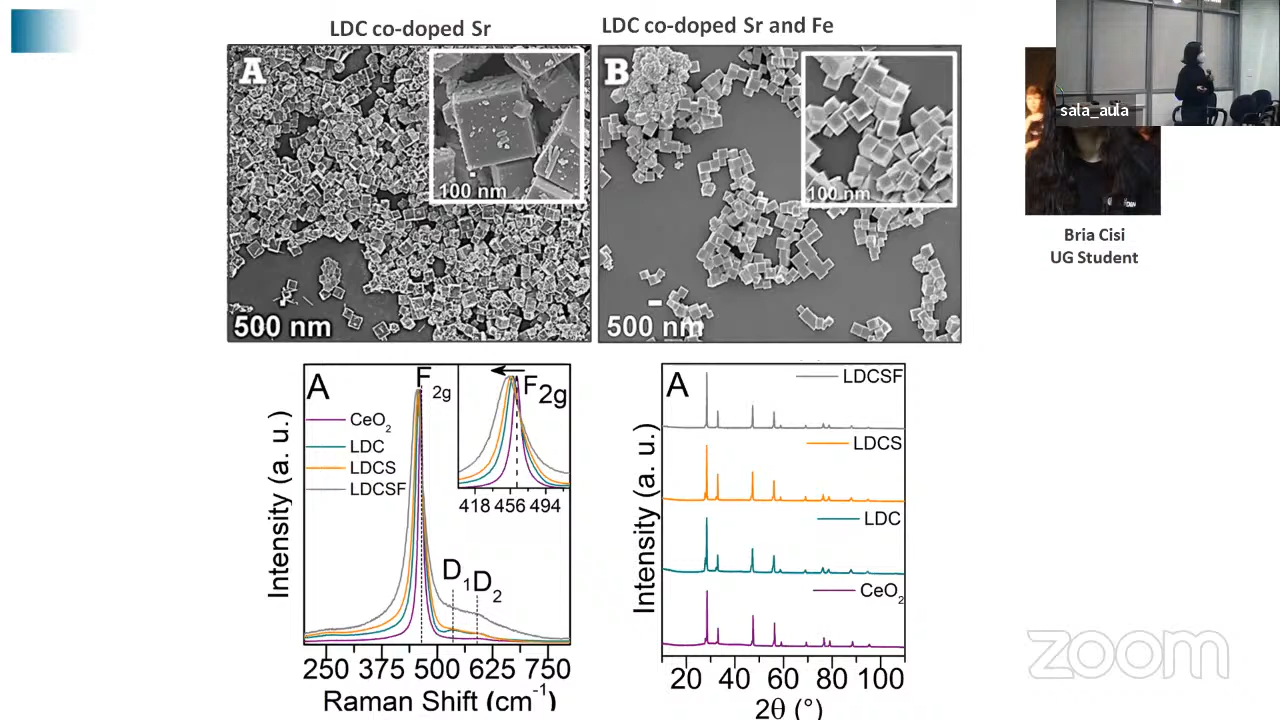 LDC co-doped Sr
LDC co-doped Sr and Fe
A
100 nm
500 nm
B
100 nm
500 nm
sala_aula
Bria Cisi
UG Student
A
F2g
CeO2
LDC
LDCS
LDCSF
F2g
418 456 494
D1 D2
Intensity (a. u.)
250 375 500 625 750
Raman Shift (cm-1)
A
LDCSF
LDCS
LDC
CeO2
Intensity (a. u.)
20 40 60 80 100
2θ (°)
zoom